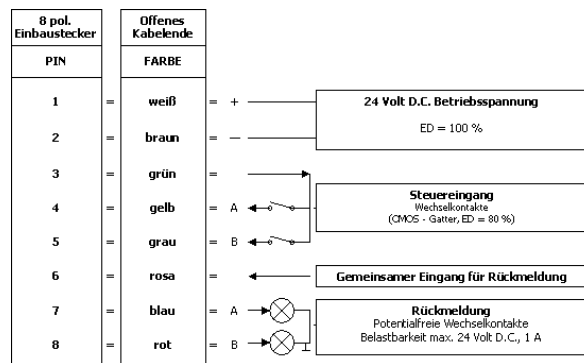 8 pol.
Einbaustecker
Offenes
Kabelende
PIN
FARBE
1 = weiß = +
24 Volt D.C. Betriebsspannung
ED = 100 %
2 = braun = —
3 = grün =
Steuereingang
Wechselkontakte
(CMOS - Gatter, ED = 80 %)
4 = gelb = A
5 = grau = B
6 = rosa =
Gemeinsamer Eingang für Rückmeldung
7 = blau = A
Rückmeldung
Potentialfreie Wechselkontakte
Belastbarkeit max. 24 Volt D.C., 1 A
8 = rot = B